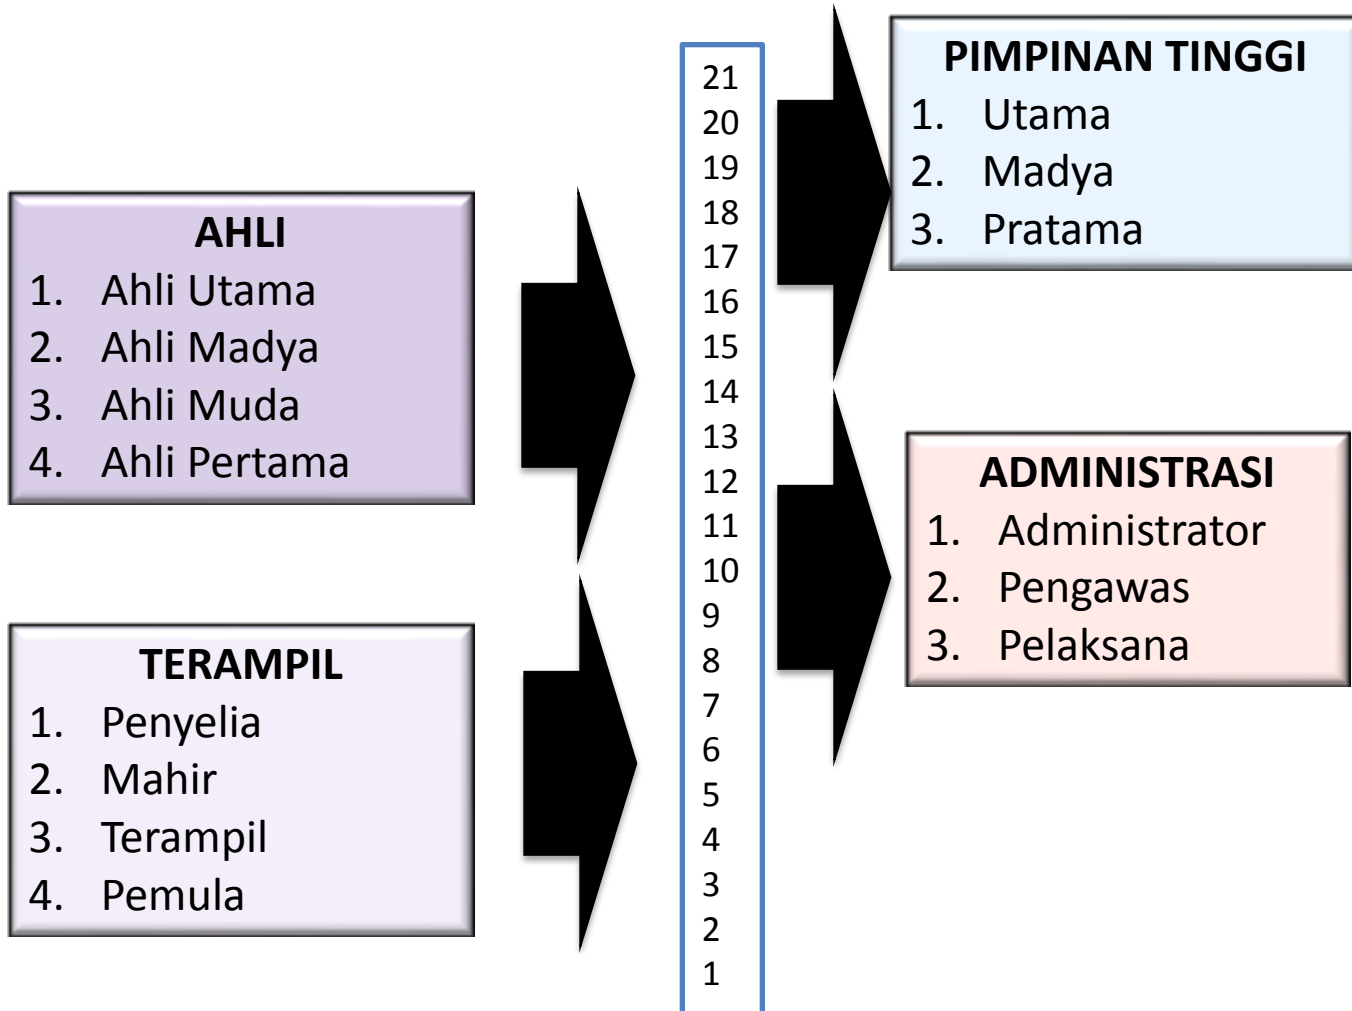 AHLI
1. Ahli Utama
2. Ahli Madya
3. Ahli Muda
4. Ahli Pertama
TERAMPIL
1. Penyelia
2. Mahir
3. Terampil
4. Pemula
21
20
19
18
17
16
15
14
13
12
11
10
9
8
7
6
5
4
3
2
1
PIMPINAN TINGGI
1. Utama
2. Madya
3. Pratama
ADMINISTRASI
1. Administrator
2. Pengawas
3. Pelaksana